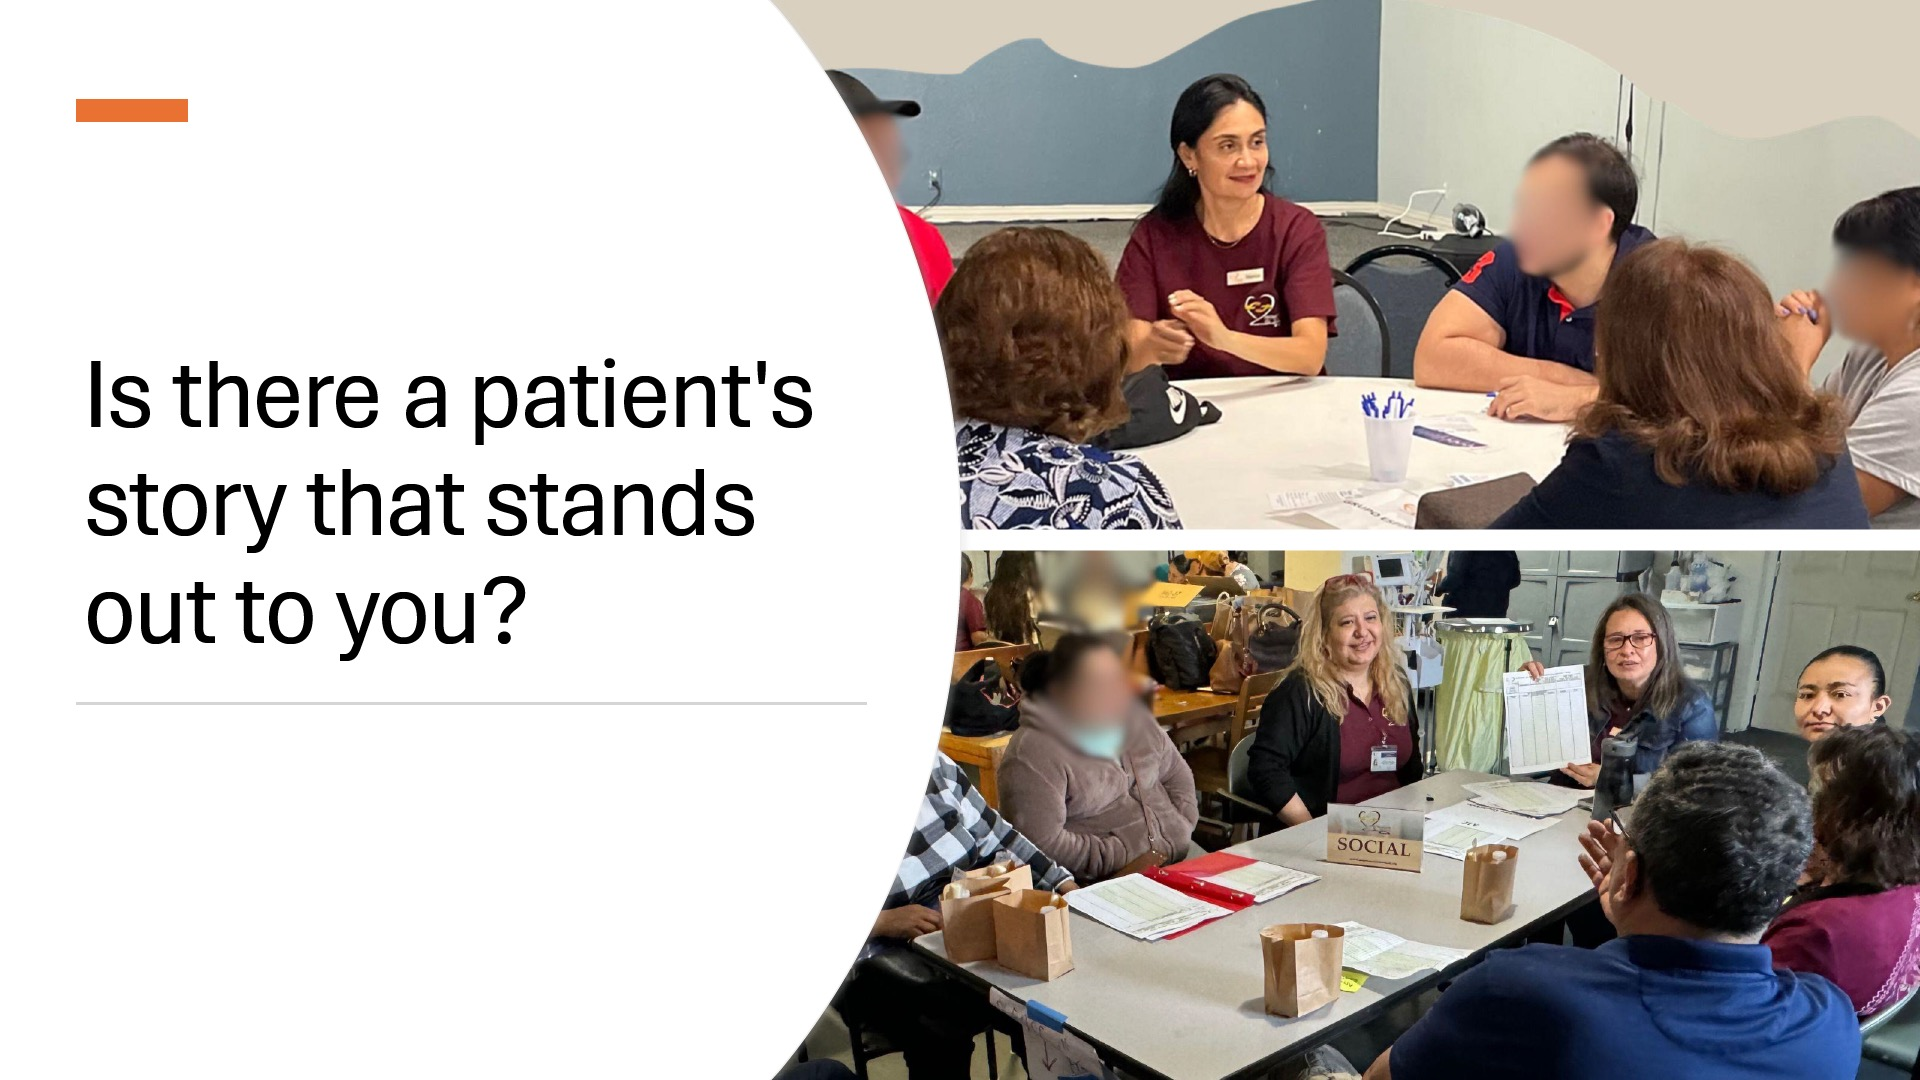 Is there a patient's
story that stands
out to you?
SOCIAL